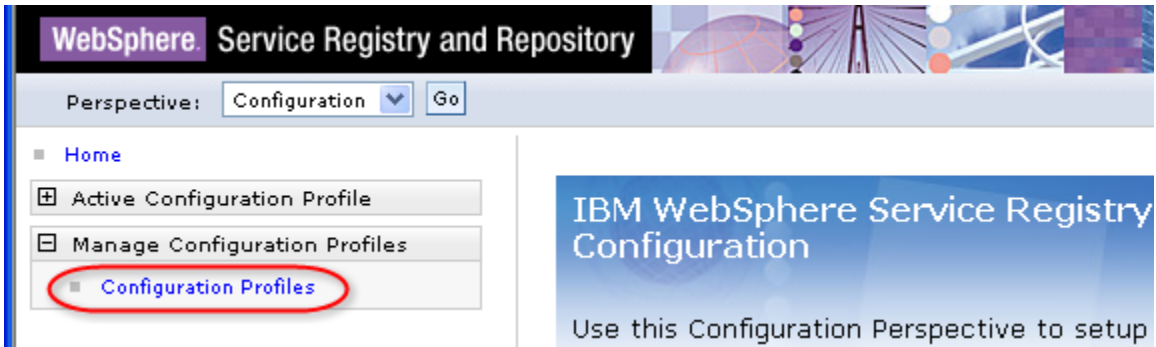 WebSphere. Service Registry and Repository
Perspective: Configuration Go
Home
Active Configuration Profile
Manage Configuration Profiles
Configuration Profiles
IBM WebSphere Service Registry
Configuration
Use this Configuration Perspective to setup